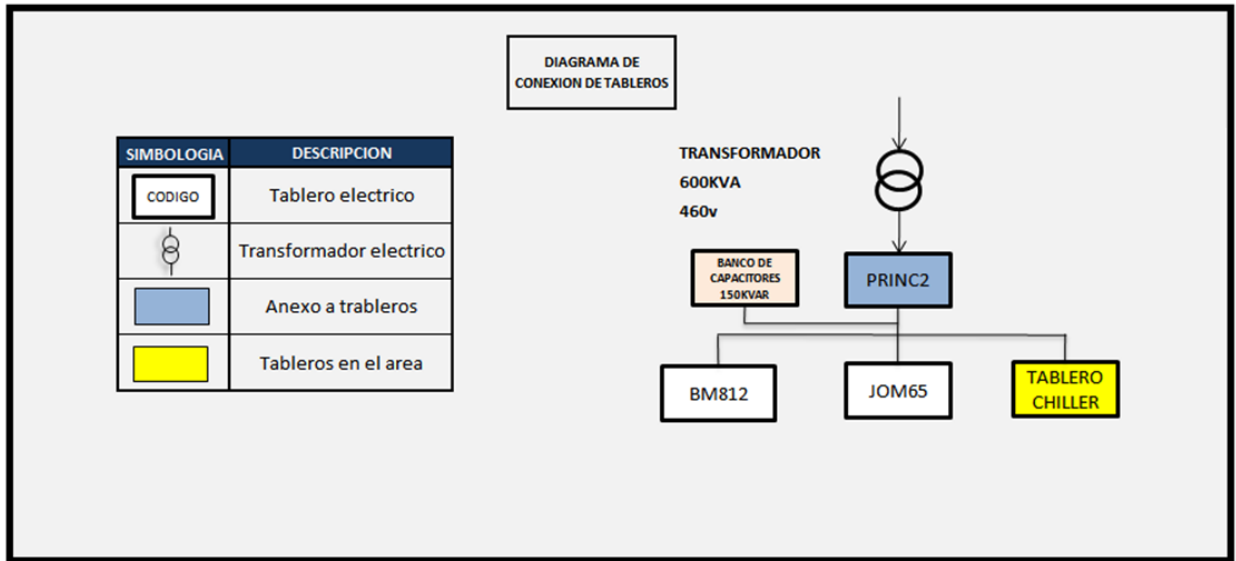 DIAGRAMA DE
CONEXION DE TABLEROS
SIMBOLOGIA DESCRIPCION
CODIGO Tablero electrico
Transformador electrico
Anexo a trableros
Tableros en el area
TRANSFORMADOR
600KVA
460v
BANCO DE
CAPACITORES
150KVAR
PRINC2
BM812
JOM65
TABLERO
CHILLER